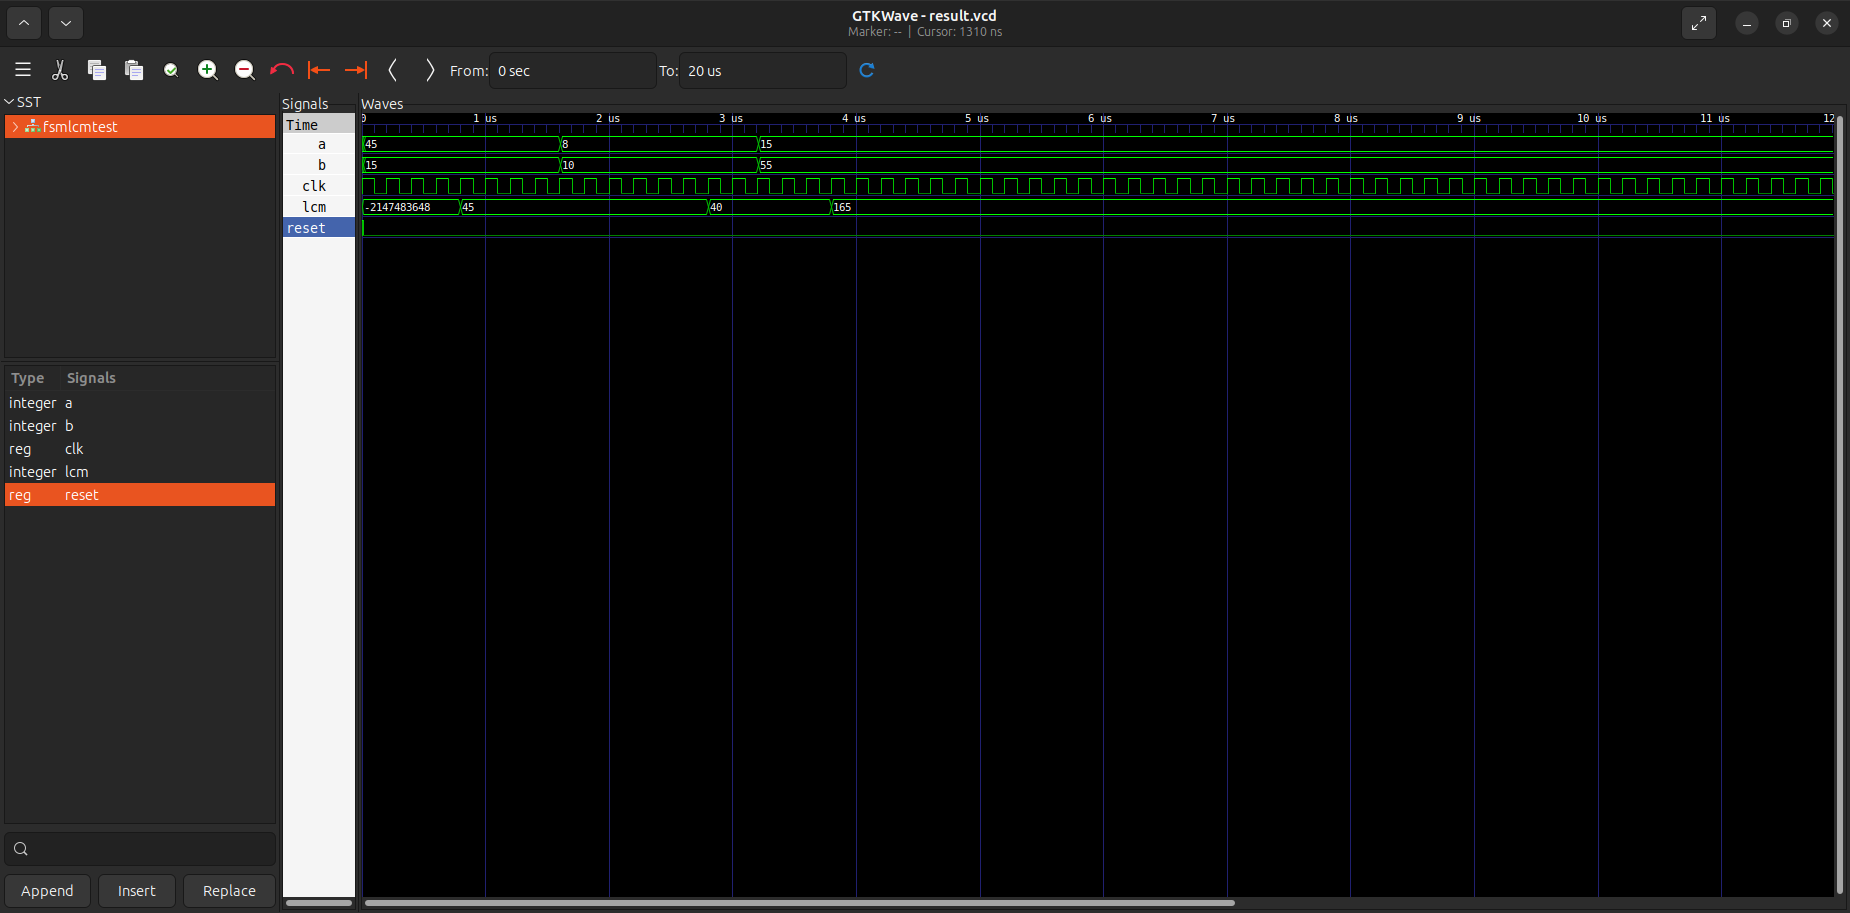 GTKWave - result.vcd
Marker: -- | Cursor: 1310 ns
From: 0 sec To: 20 us
SST
fsmlcmtest
Type Signals
integer a
integer b
reg clk
integer lcm
reg reset
Append Insert Replace
Signals
Time
a
b
clk
lcm
reset
Waves
0 1 us 2 us 3 us 4 us 5 us 6 us 7 us 8 us 9 us 10 us 11 us 12
45 8 15
15 10 55
-2147483648 45 40 165